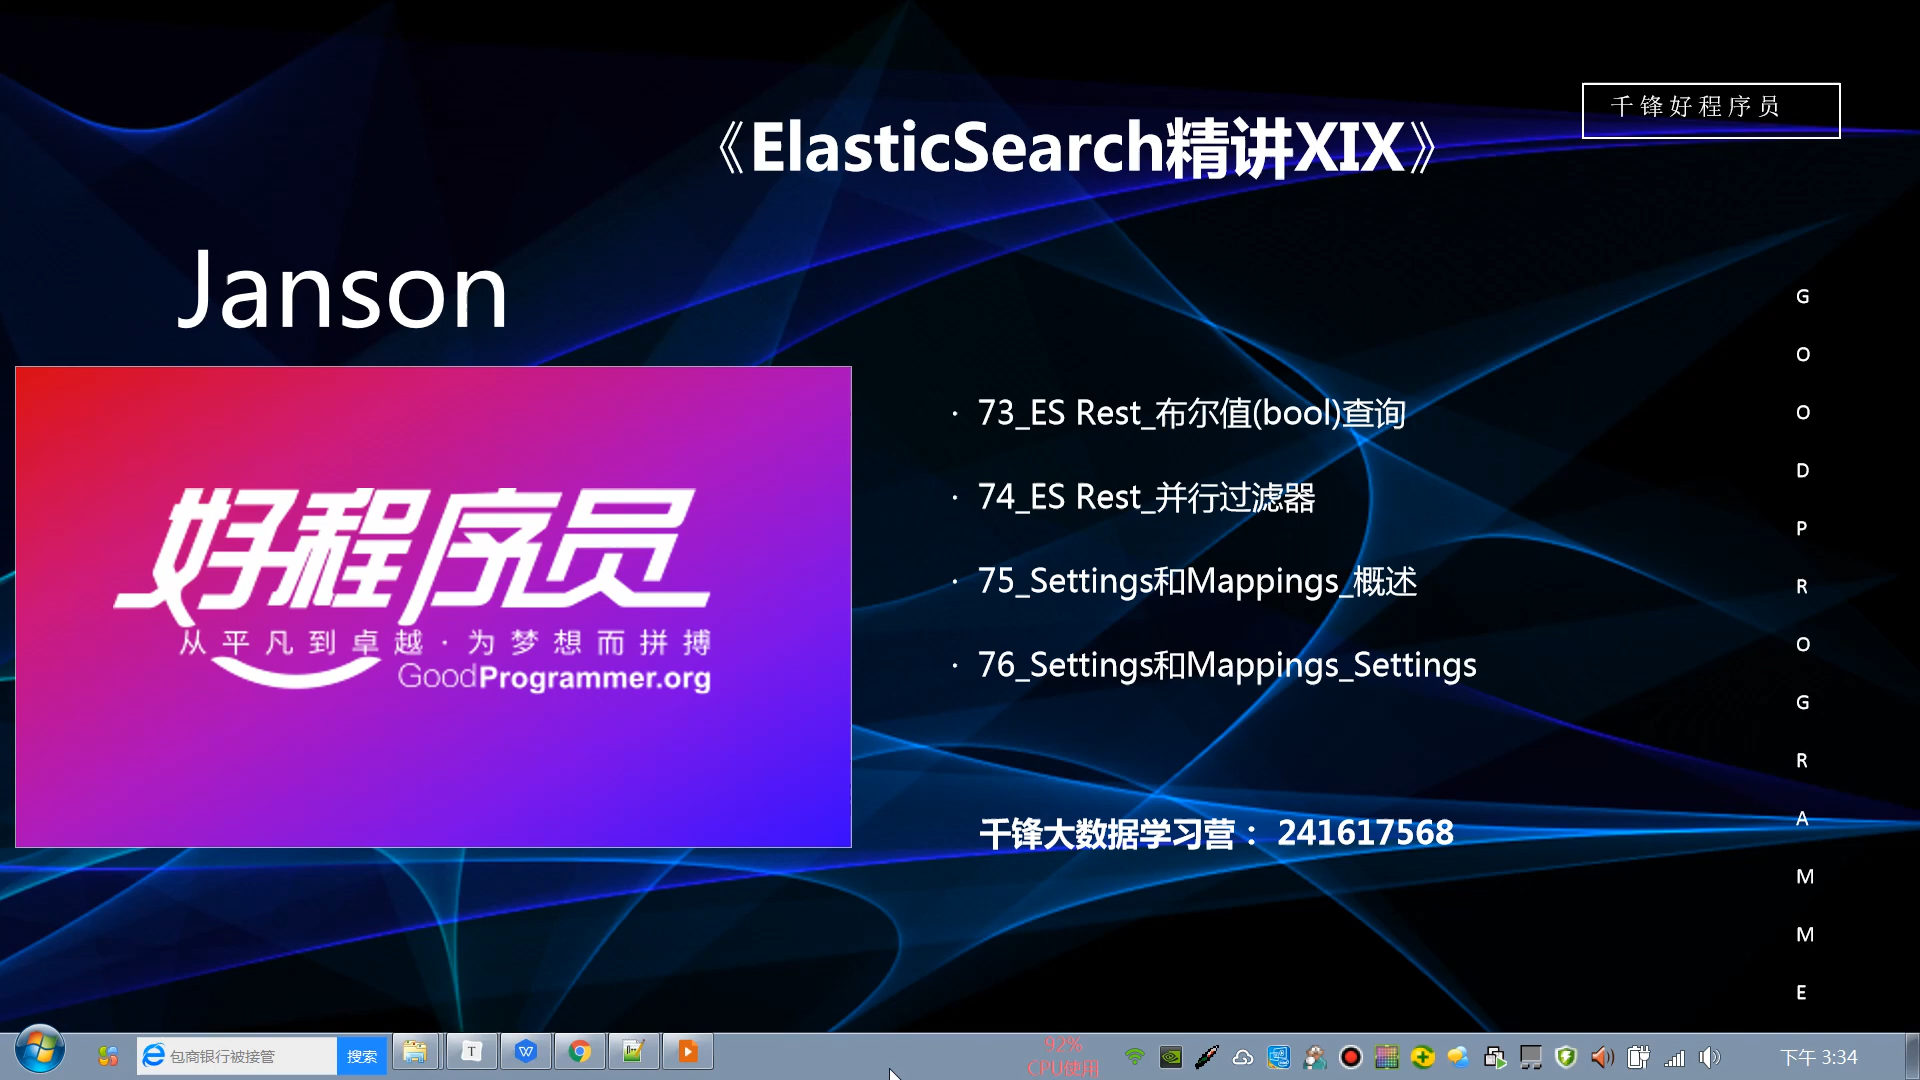 千锋好程序员
《ElasticSearch精讲XIX》
Janson
好程序员
从平凡到卓越·为梦想而拼搏
GoodProgrammer.org
· 73_ES Rest_布尔值(bool)查询
· 74_ES Rest_并行过滤器
· 75_Settings和Mappings_概述
· 76_Settings和Mappings_Settings
千锋大数据学习营： 241617568
G
O
O
D
P
R
O
G
R
A
M
M
E
包商银行被接管
搜索
92%
CPU使用
下午 3:34